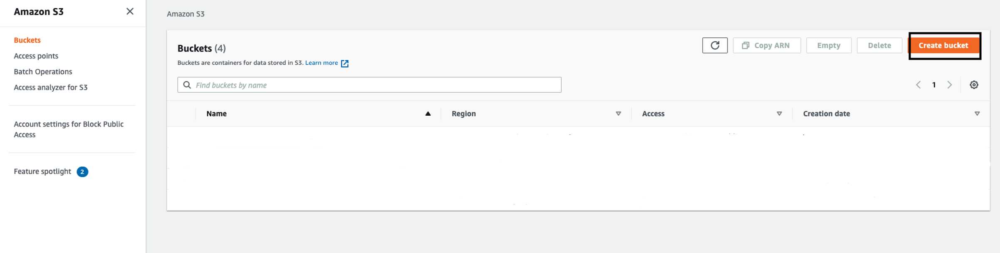 Amazon S3
Buckets
Access points
Batch Operations
Access analyzer for S3
Account settings for Block Public
Access
Feature spotlight 2
Amazon S3
Buckets (4)
Buckets are containers for data stored in S3. Learn more
Copy ARN Empty Delete Create bucket
Find buckets by name
1
Name Region Access Creation date